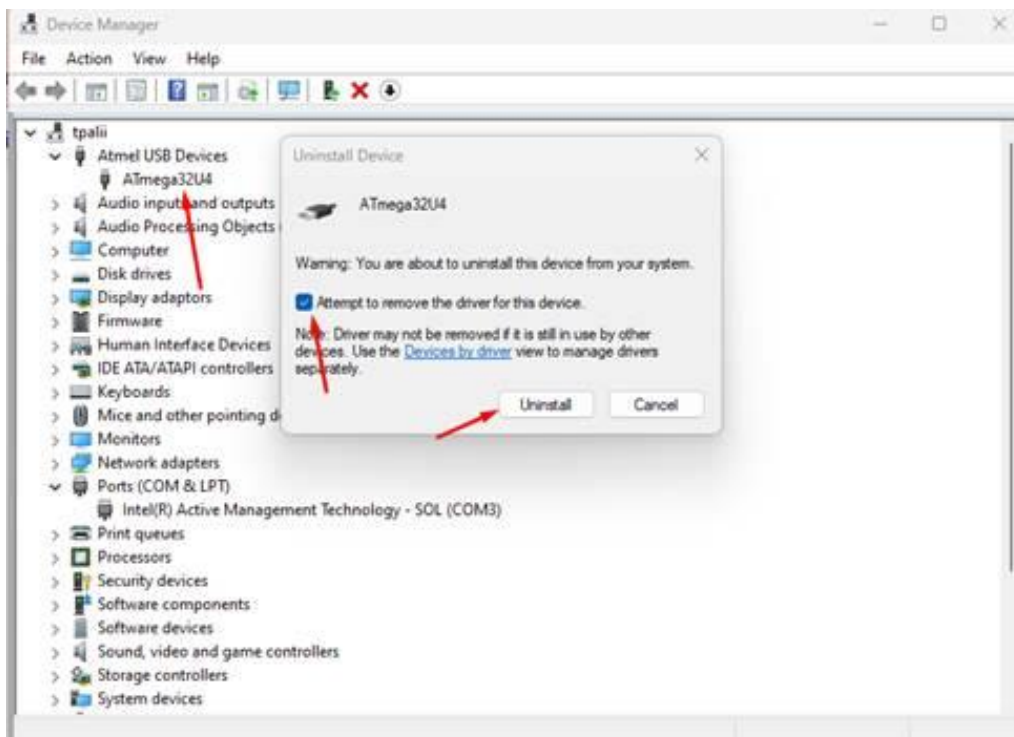 Device Manager
File Action View Help
tpalii
Atmel USB Devices
ATmega32U4
Audio inputs and outputs
Audio Processing Objects
Computer
Disk drives
Display adaptors
Firmware
Human Interface Devices
IDE ATA/ATAPI controllers
Keyboards
Mice and other pointing d
Monitors
Network adapters
Ports (COM & LPT)
Intel(R) Active Management Technology - SOL (COM3)
Print queues
Processors
Security devices
Software components
Software devices
Sound, video and game controllers
Storage controllers
System devices
Uninstall Device
ATmega32U4
Warning: You are about to uninstall this device from your system.
Attempt to remove the driver for this device.
Note: Driver may not be removed if it is still in use by other
devices. Use the Devices by driver view to manage drivers
separately.
Uninstall Cancel